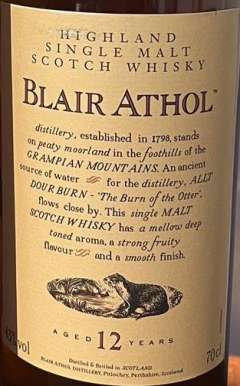 HIGHLAND
SINGLE MALT
SCOTCH WHISKY
BLAIR ATHOL™
distillery, established in 1798, stands
on peaty moorland in the foothills of the
GRAMPIAN MOUNTAINS. An ancient
source of water for the distillery, ALLT
DOUR BURN - 'The Burn of the Otter',
flows close by. This single MALT
SCOTCH WHISKY has a mellow deep
toned aroma, a strong fruity
flavour and a smooth finish.
AGED 12 YEARS
43% vol
Distilled & Bottled in SCOTLAND.
BLAIR ATHOL DISTILLERY, Pitlochry, Perthshire, Scotland
70cl